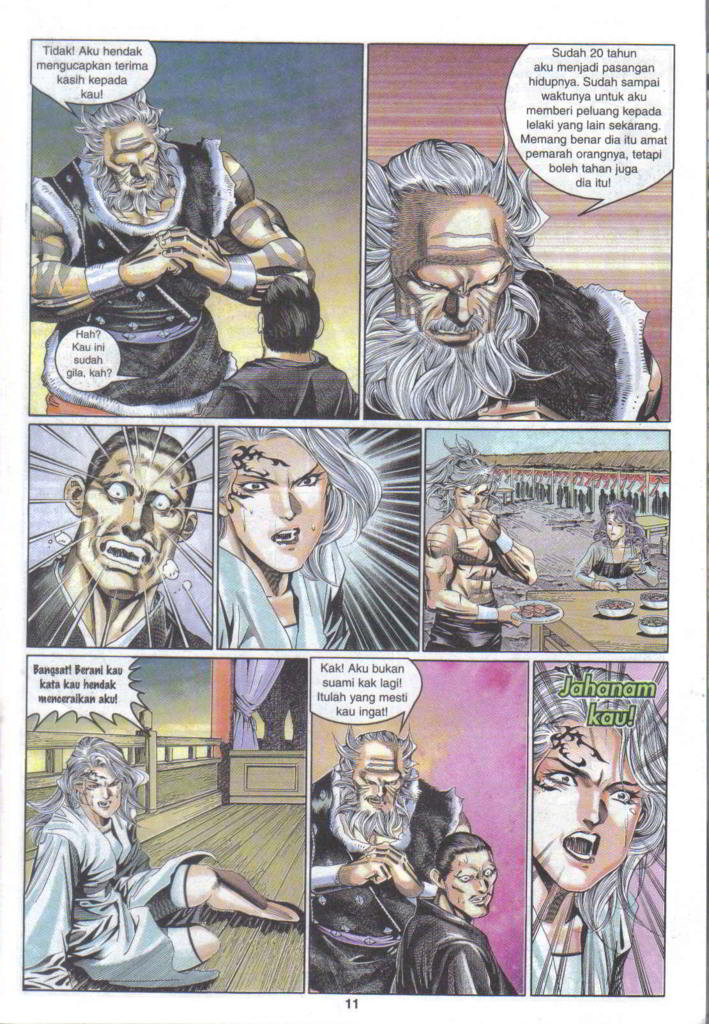 Tidak! Aku hendak
mengucapkan terima
kasih kepada
kau!
Hah?
Kau ini
sudah
gila, kah?
Sudah 20 tahun
aku menjadi pasangan
hidupnya. Sudah sampai
waktunya untuk aku
memberi peluang kepada
lelaki yang lain sekarang.
Memang benar dia itu amat
pemarah orangnya, tetapi
boleh tahan juga
dia itu!
Bangsat! Berani kau
kata kau hendak
menceraikan aku!
Kak! Aku bukan
suami kak lagi!
Itulah yang mesti
kau ingat!
Jahanam
kau!
11